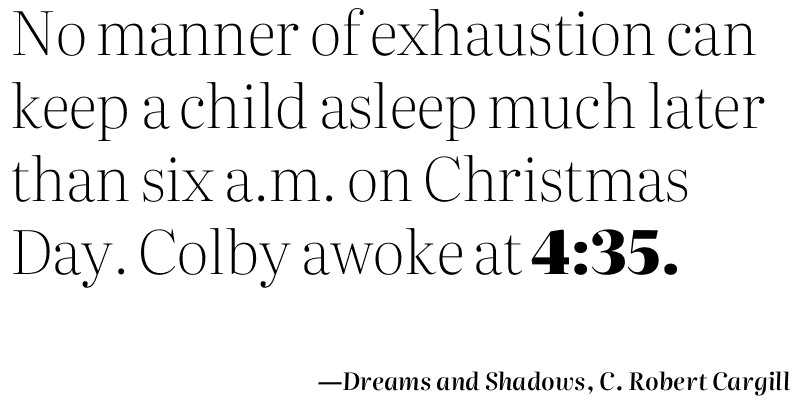 No manner of exhaustion can
keep a child asleep much later
than six a.m. on Christmas
Day. Colby awoke at 4:35.
—Dreams and Shadows, C. Robert Cargill